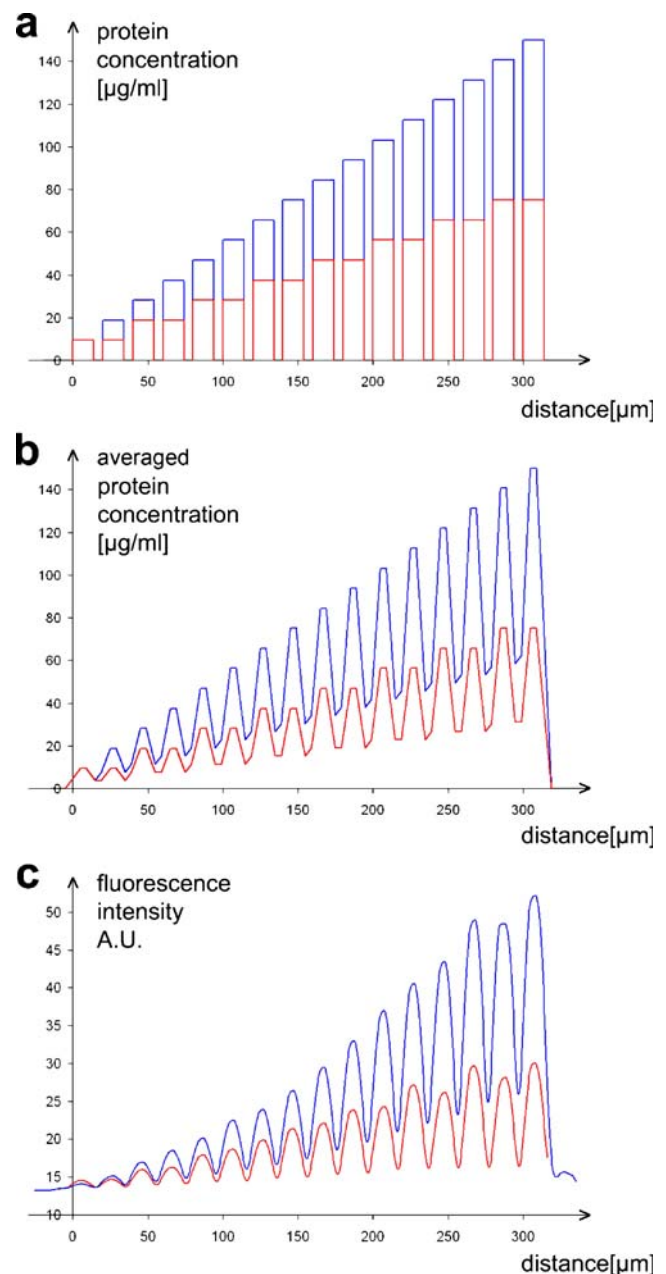 a
protein
concentration
[µg/ml]
140
120
100
80
60
40
20
0
0 50 100 150 200 250 300
distance[µm]
b
averaged
protein
concentration
[µg/ml]
140
120
100
80
60
40
20
0
0 50 100 150 200 250 300
distance[µm]
c
fluorescence
intensity
A.U.
50
45
40
35
30
25
20
15
10
0 50 100 150 200 250 300
distance[µm]